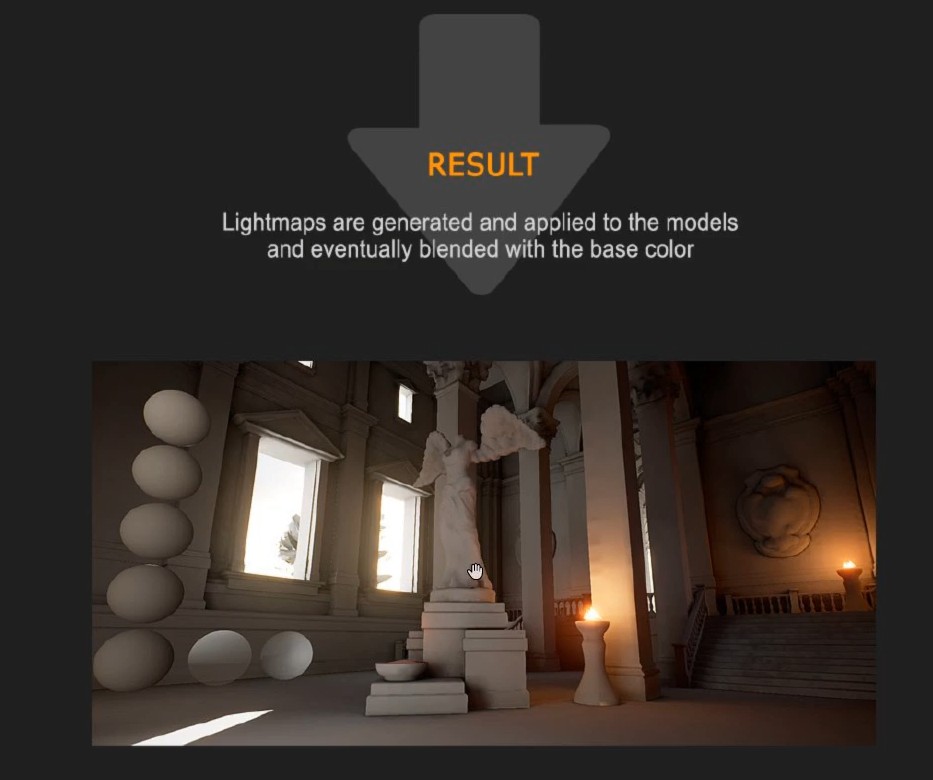 RESULT
Lightmaps are generated and applied to the models
and eventually blended with the base color